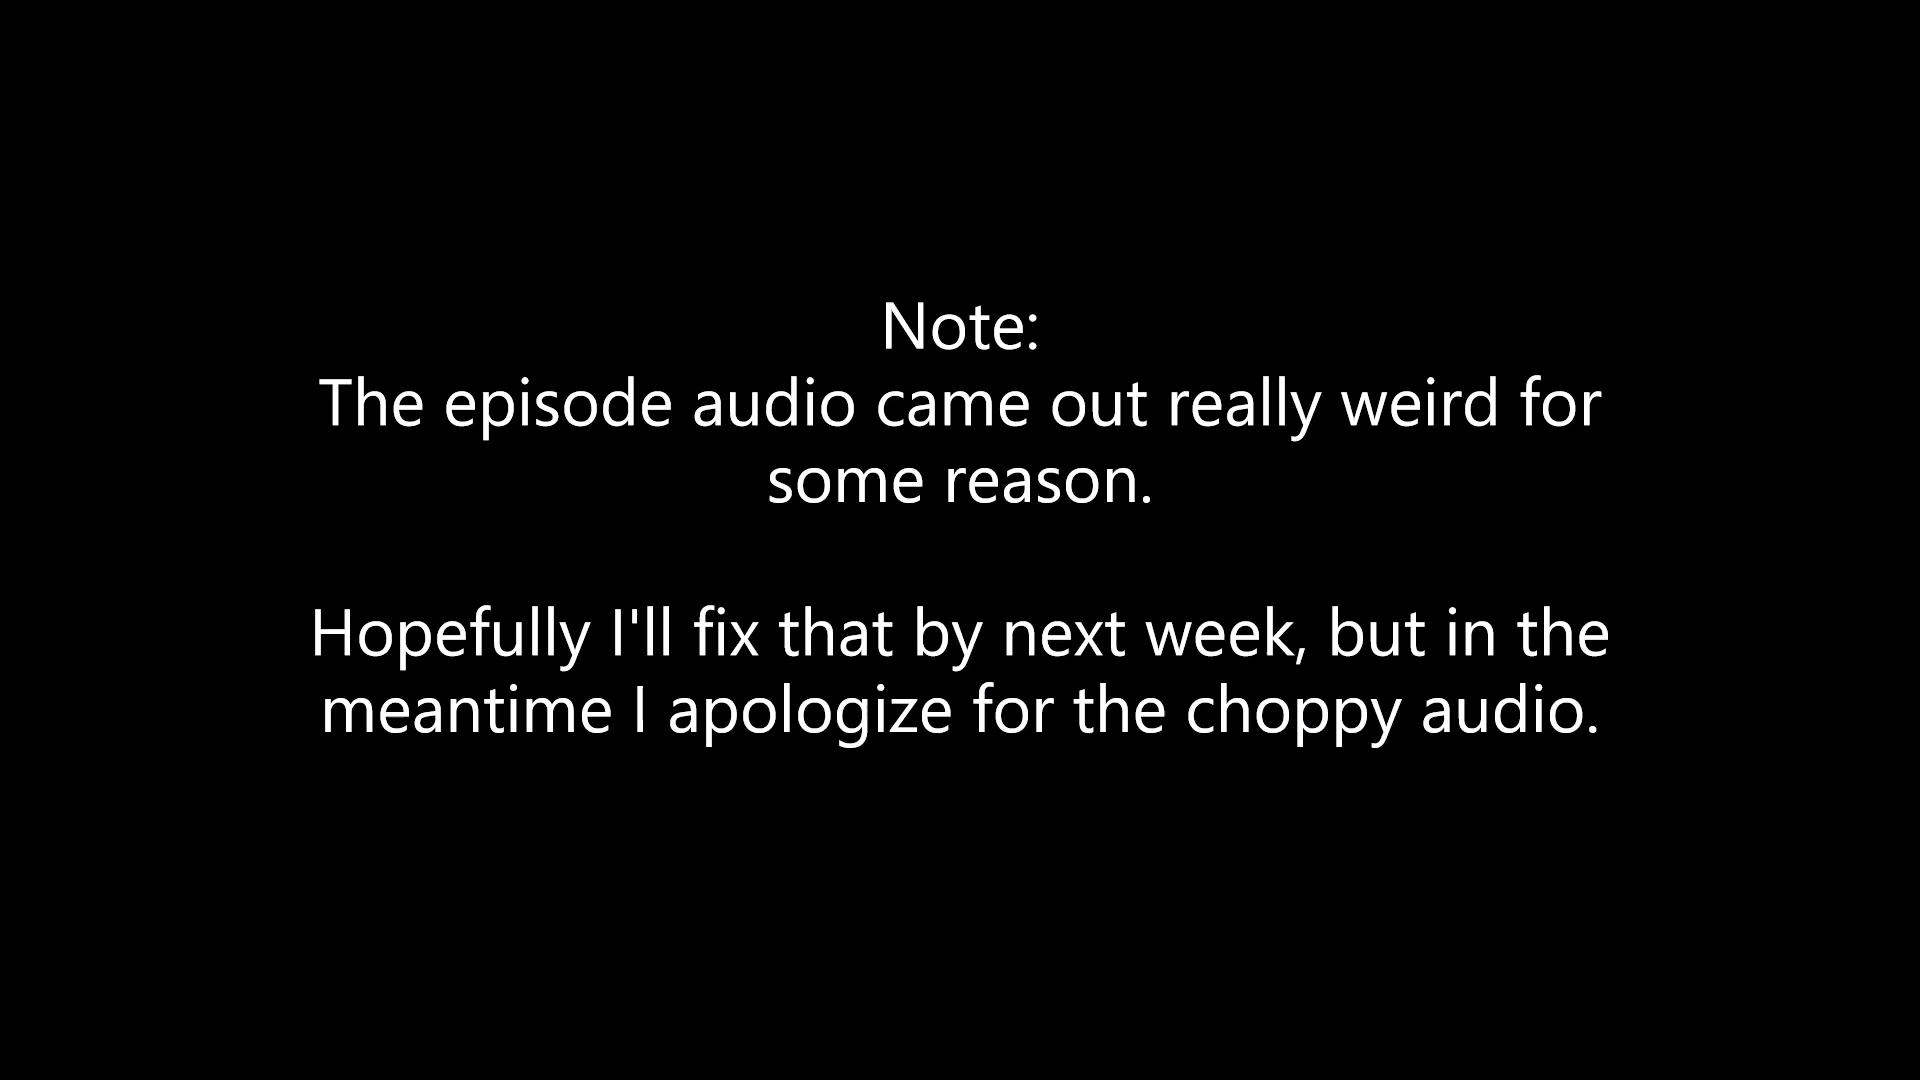 Note:
The episode audio came out really weird for
some reason.
Hopefully I'll fix that by next week, but in the
meantime I apologize for the choppy audio.